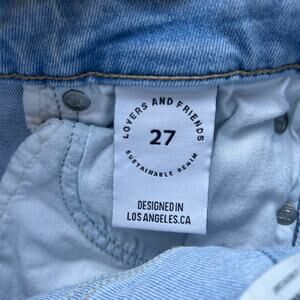 LOVERS AND FRIENDS
27
SUSTAINABLE DENIM
DESIGNED IN
LOS ANGELES.CA